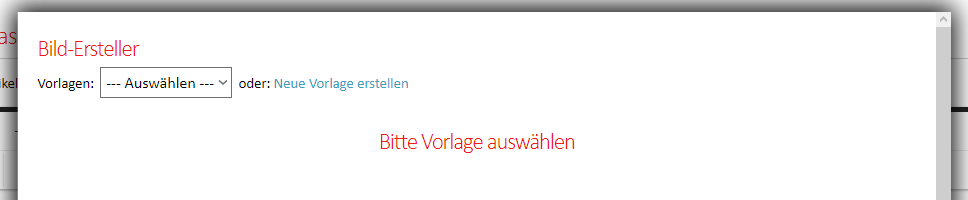 Bild-Ersteller
Vorlagen: --- Auswählen --- oder: Neue Vorlage erstellen
Bitte Vorlage auswählen